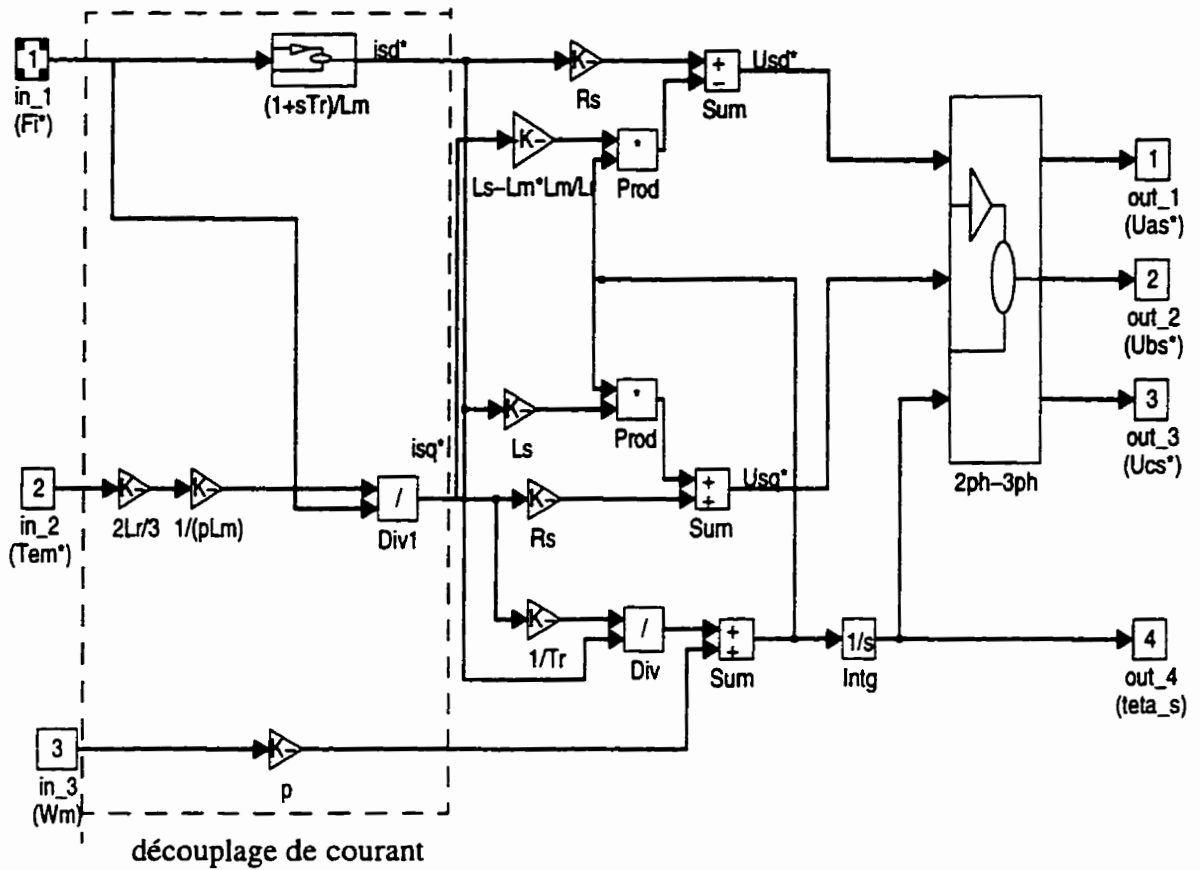 1
in_1
(Fi*)
(1+sTr)/Lm
isd*
K-
Rs
+
-
Sum
Usd*
K-
Ls-Lm*Lm/L
*
Prod
1
out_1
(Uas*)
2
out_2
(Ubs*)
3
out_3
(Ucs*)
2ph-3ph
K-
Ls
*
Prod
isq*
2
in_2
(Tem*)
K-
2Lr/3
K-
1/(pLm)
/
Div1
K-
Rs
+
+
Sum
Usq*
K-
1/Tr
/
Div
+
+
Sum
1/s
Intg
4
out_4
(teta_s)
3
in_3
(Wm)
K-
p
découplage de courant